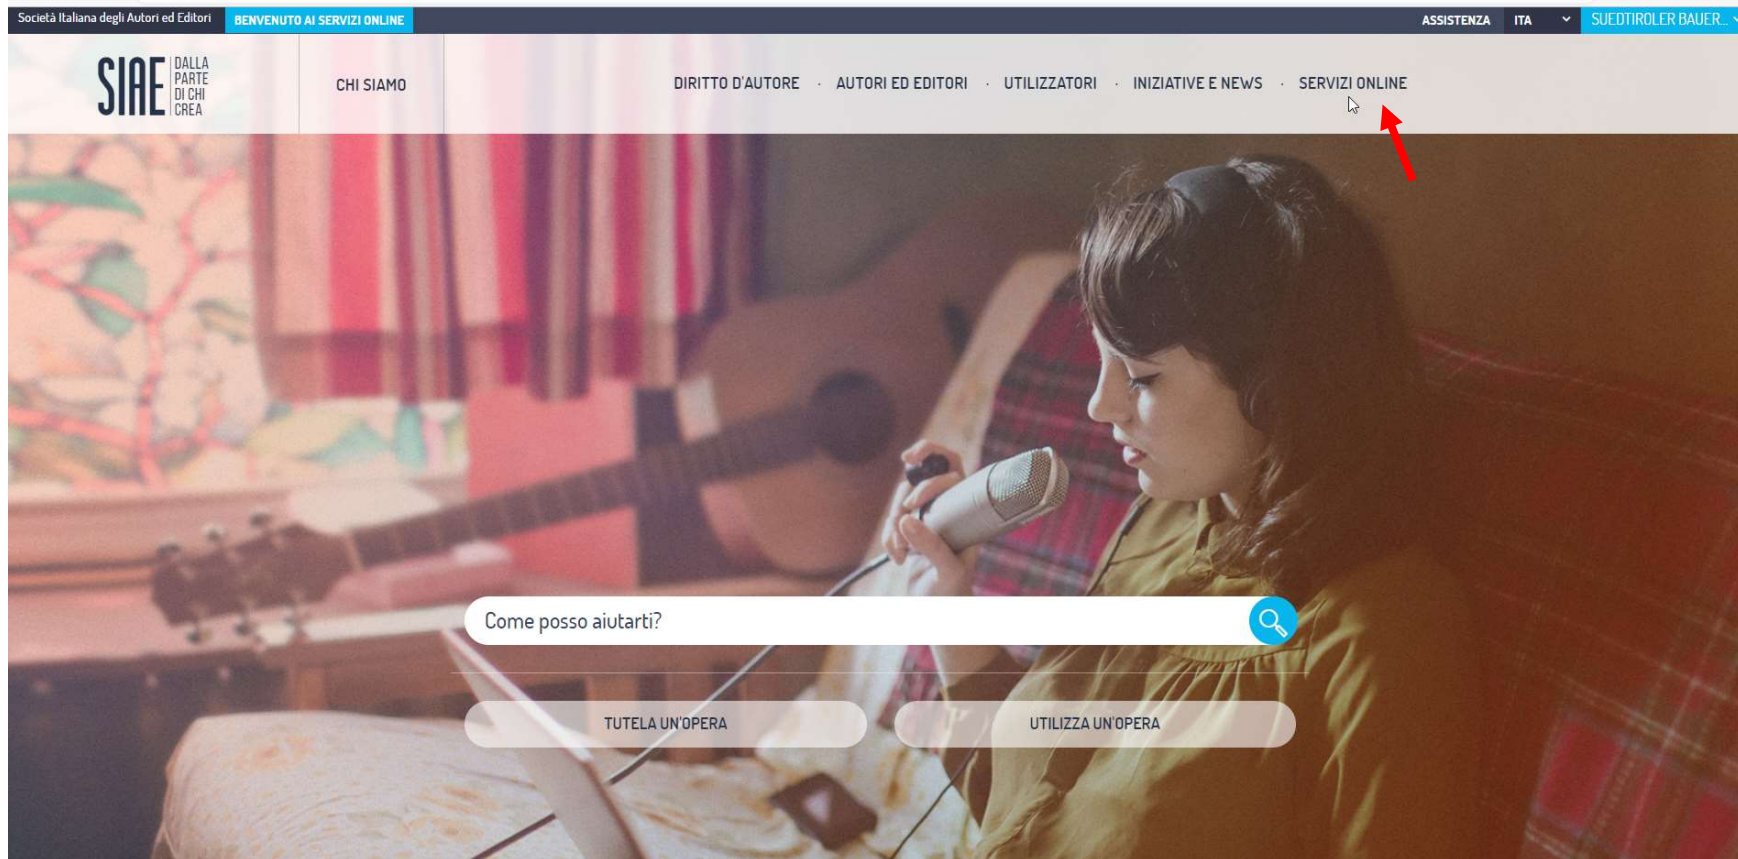 Società Italiana degli Autori ed Editori BENVENUTO AI SERVIZI ONLINE ASSISTENZA ITA SUEDTIROLER BAUER...
SIAE
DALLA
PARTE
DI CHI
CREA
CHI SIAMO
DIRITTO D'AUTORE · AUTORI ED EDITORI · UTILIZZATORI · INIZIATIVE E NEWS · SERVIZI ONLINE
Come posso aiutarti?
TUTELA UN'OPERA
UTILIZZA UN'OPERA